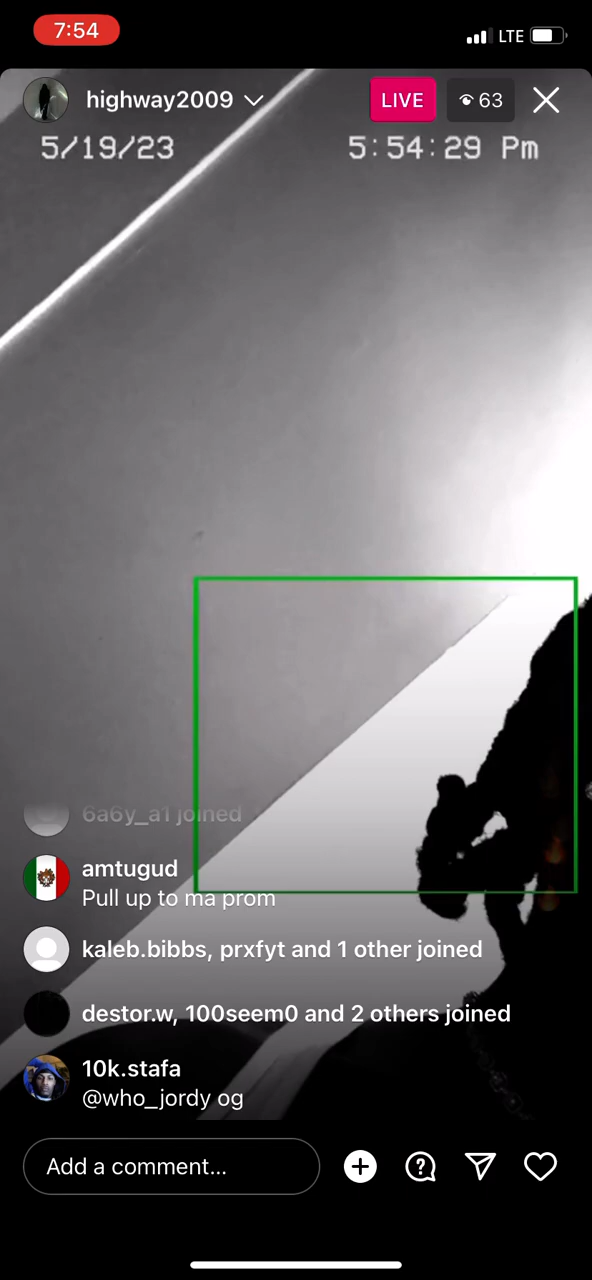 7:54
LTE
highway2009
LIVE
63
5/19/23
5:54:29 Pm
6a6y_a1 joined
amtugud
Pull up to ma prom
kaleb.bibbs, prxfyt and 1 other joined
destor.w, 100seem0 and 2 others joined
10k.stafa
@who_jordy og
Add a comment...